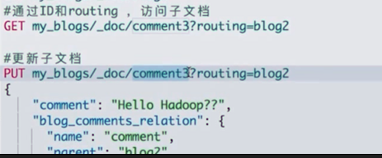 #通过ID和routing ，访问子文档
GET my_blogs/_doc/comment3?routing=blog2
#更新子文档
PUT my_blogs/_doc/comment3?routing=blog2
{
"comment": "Hello Hadoop??",
"blog_comments_relation": {
"name": "comment",
"parent": "blog2"